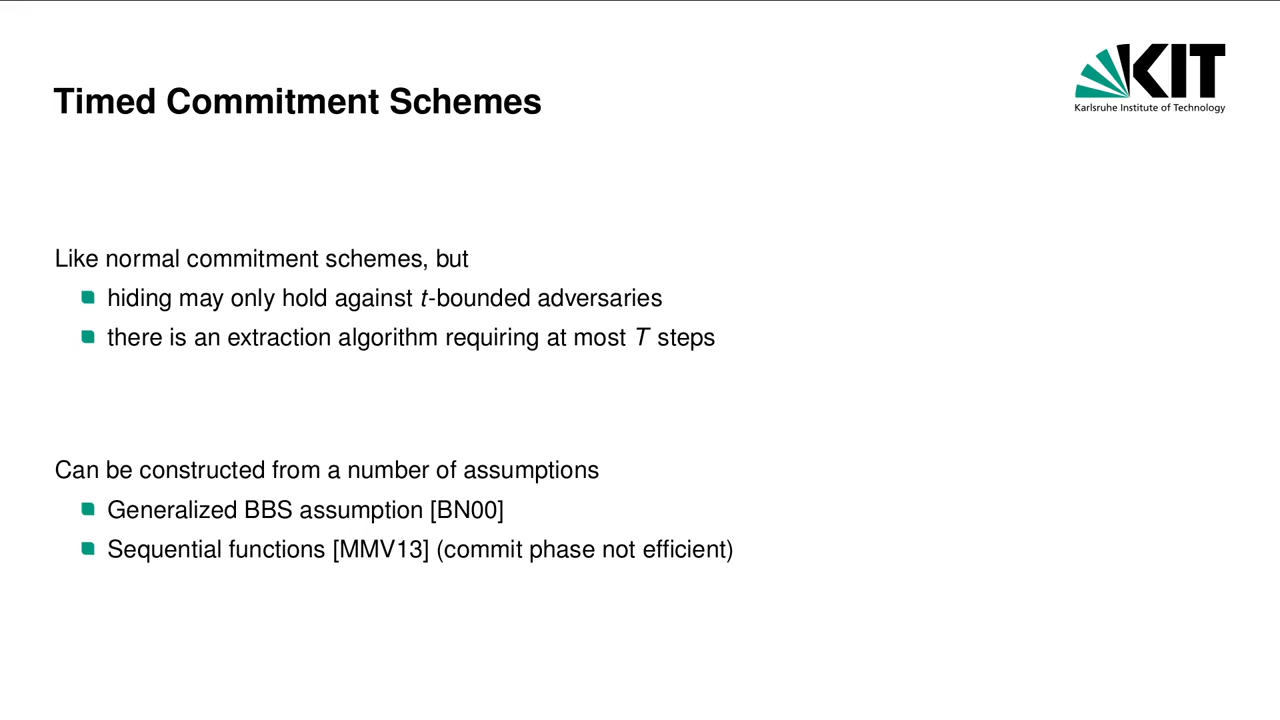 KIT
Karlsruhe Institute of Technology
Timed Commitment Schemes
Like normal commitment schemes, but
hiding may only hold against t-bounded adversaries
there is an extraction algorithm requiring at most T steps
Can be constructed from a number of assumptions
Generalized BBS assumption [BN00]
Sequential functions [MMV13] (commit phase not efficient)